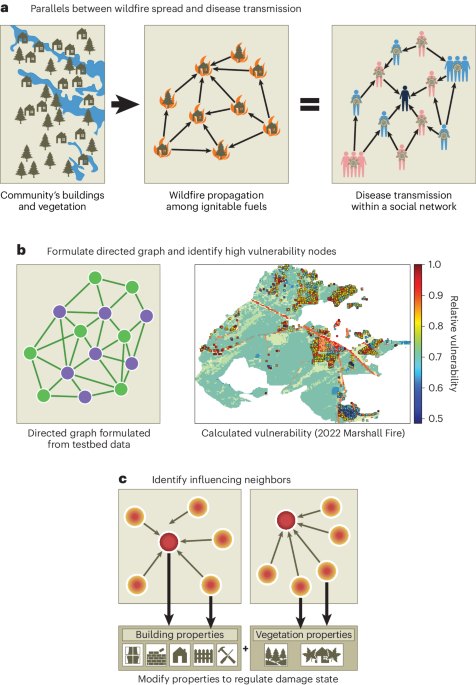 a Parallels between wildfire spread and disease transmission
Community's buildings
and vegetation
Wildfire propagation
among ignitable fuels
Disease transmission
within a social network
b Formulate directed graph and identify high vulnerability nodes
1.0
0.9
0.8
0.7
0.6
0.5
Relative vulnerability
Directed graph formulated
from testbed data
Calculated vulnerability (2022 Marshall Fire)
c Identify influencing neighbors
Building properties
+
Vegetation properties
Modify properties to regulate damage state